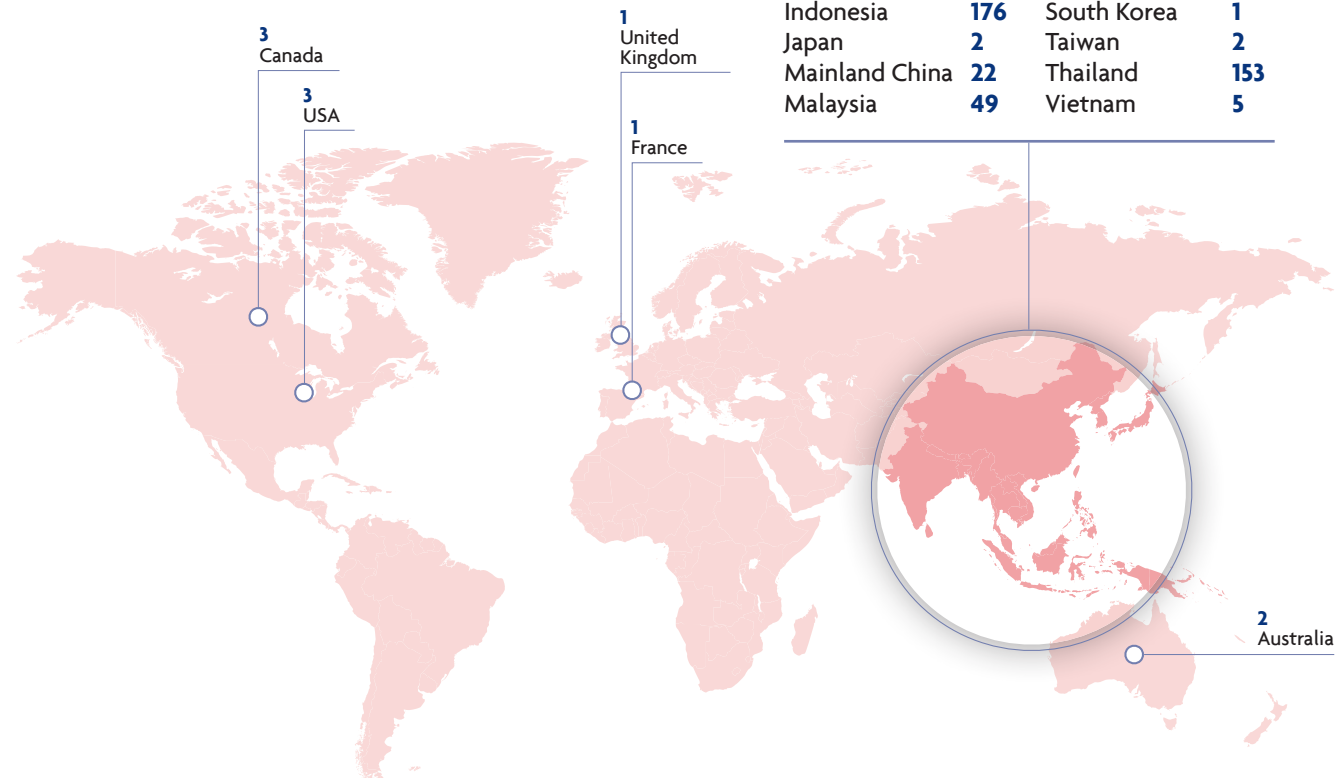 1
United
Kingdom
3
Canada
3
USA
1
France
Indonesia 176 South Korea 1
Japan 2 Taiwan 2
Mainland China 22 Thailand 153
Malaysia 49 Vietnam 5
2
Australia